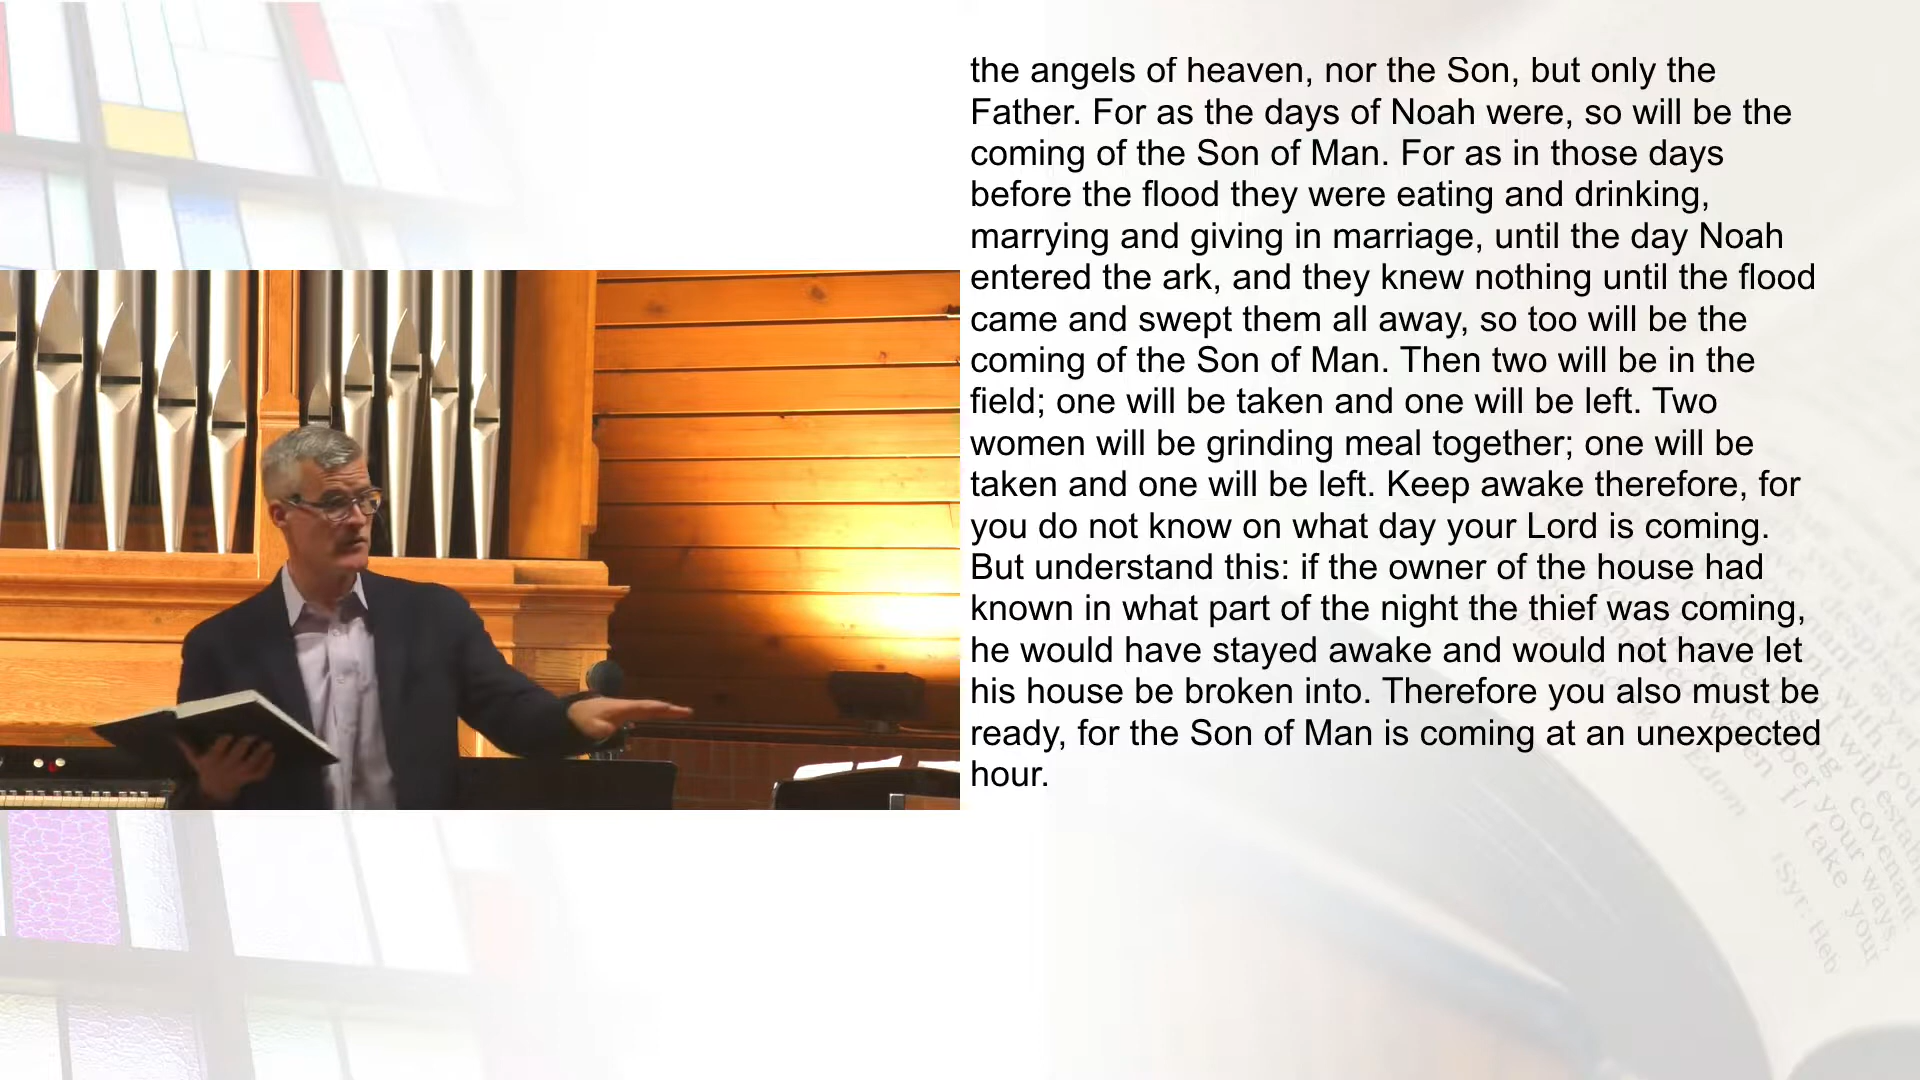 the angels of heaven, nor the Son, but only the
Father. For as the days of Noah were, so will be the
coming of the Son of Man. For as in those days
before the flood they were eating and drinking,
marrying and giving in marriage, until the day Noah
entered the ark, and they knew nothing until the flood
came and swept them all away, so too will be the
coming of the Son of Man. Then two will be in the
field; one will be taken and one will be left. Two
women will be grinding meal together; one will be
taken and one will be left. Keep awake therefore, for
you do not know on what day your Lord is coming.
But understand this: if the owner of the house had
known in what part of the night the thief was coming,
he would have stayed awake and would not have let
his house be broken into. Therefore you also must be
ready, for the Son of Man is coming at an unexpected
hour.
Edom
covenant
your ways,
take your
Syr: Heb